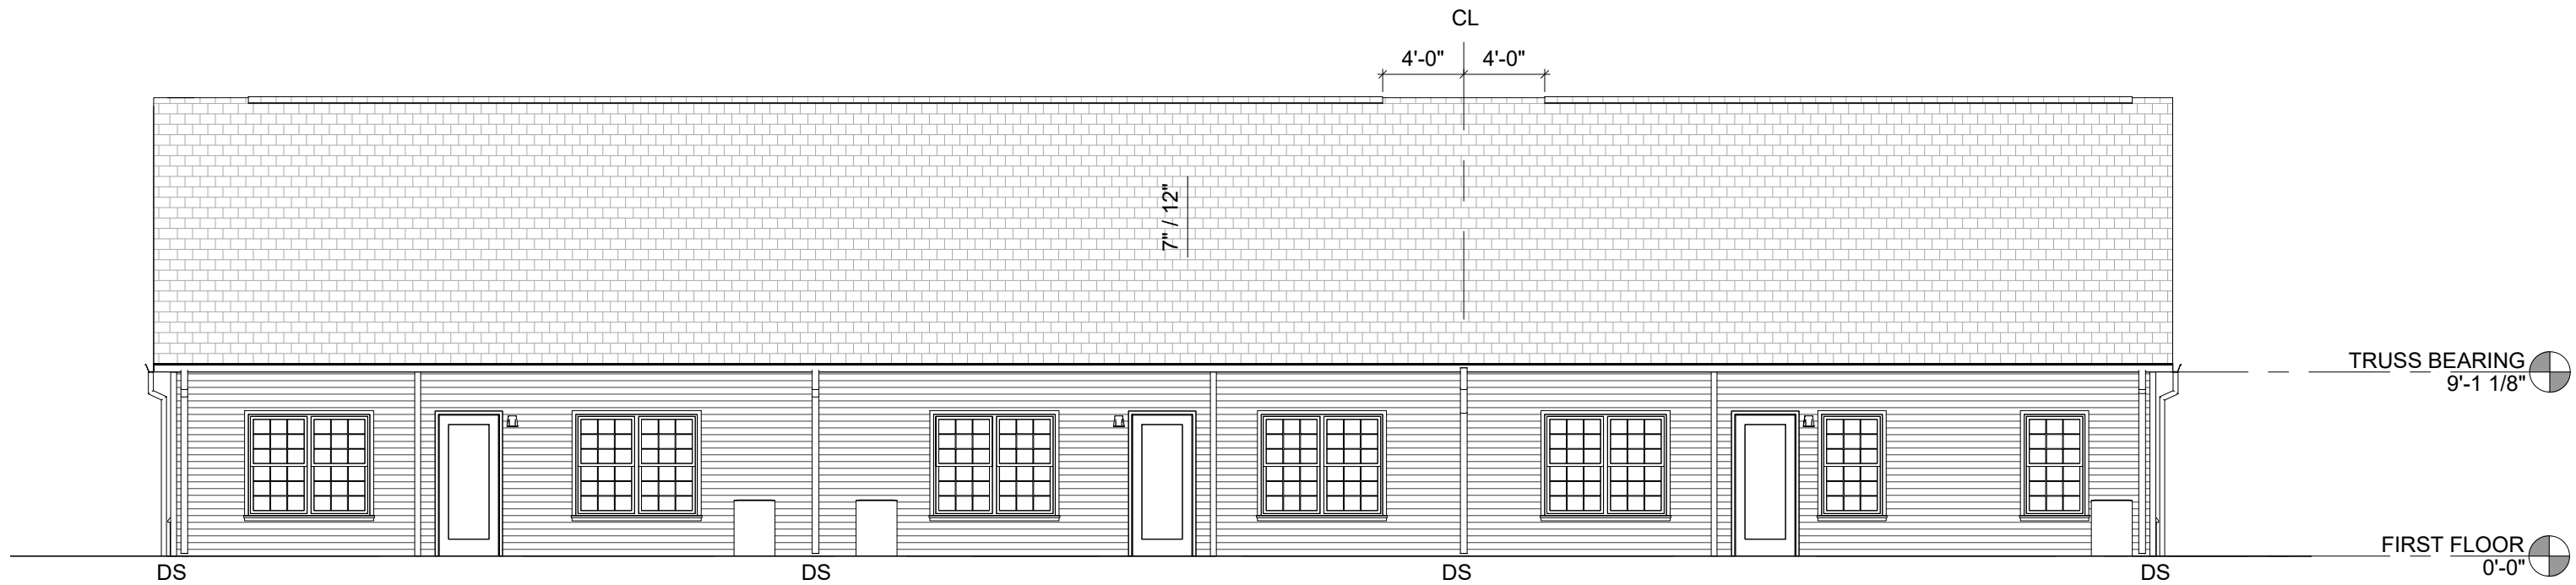 CL
4'-0" 4'-0"
7" / 12"
TRUSS BEARING
9'-1 1/8"
FIRST FLOOR
0'-0"
DS DS DS DS